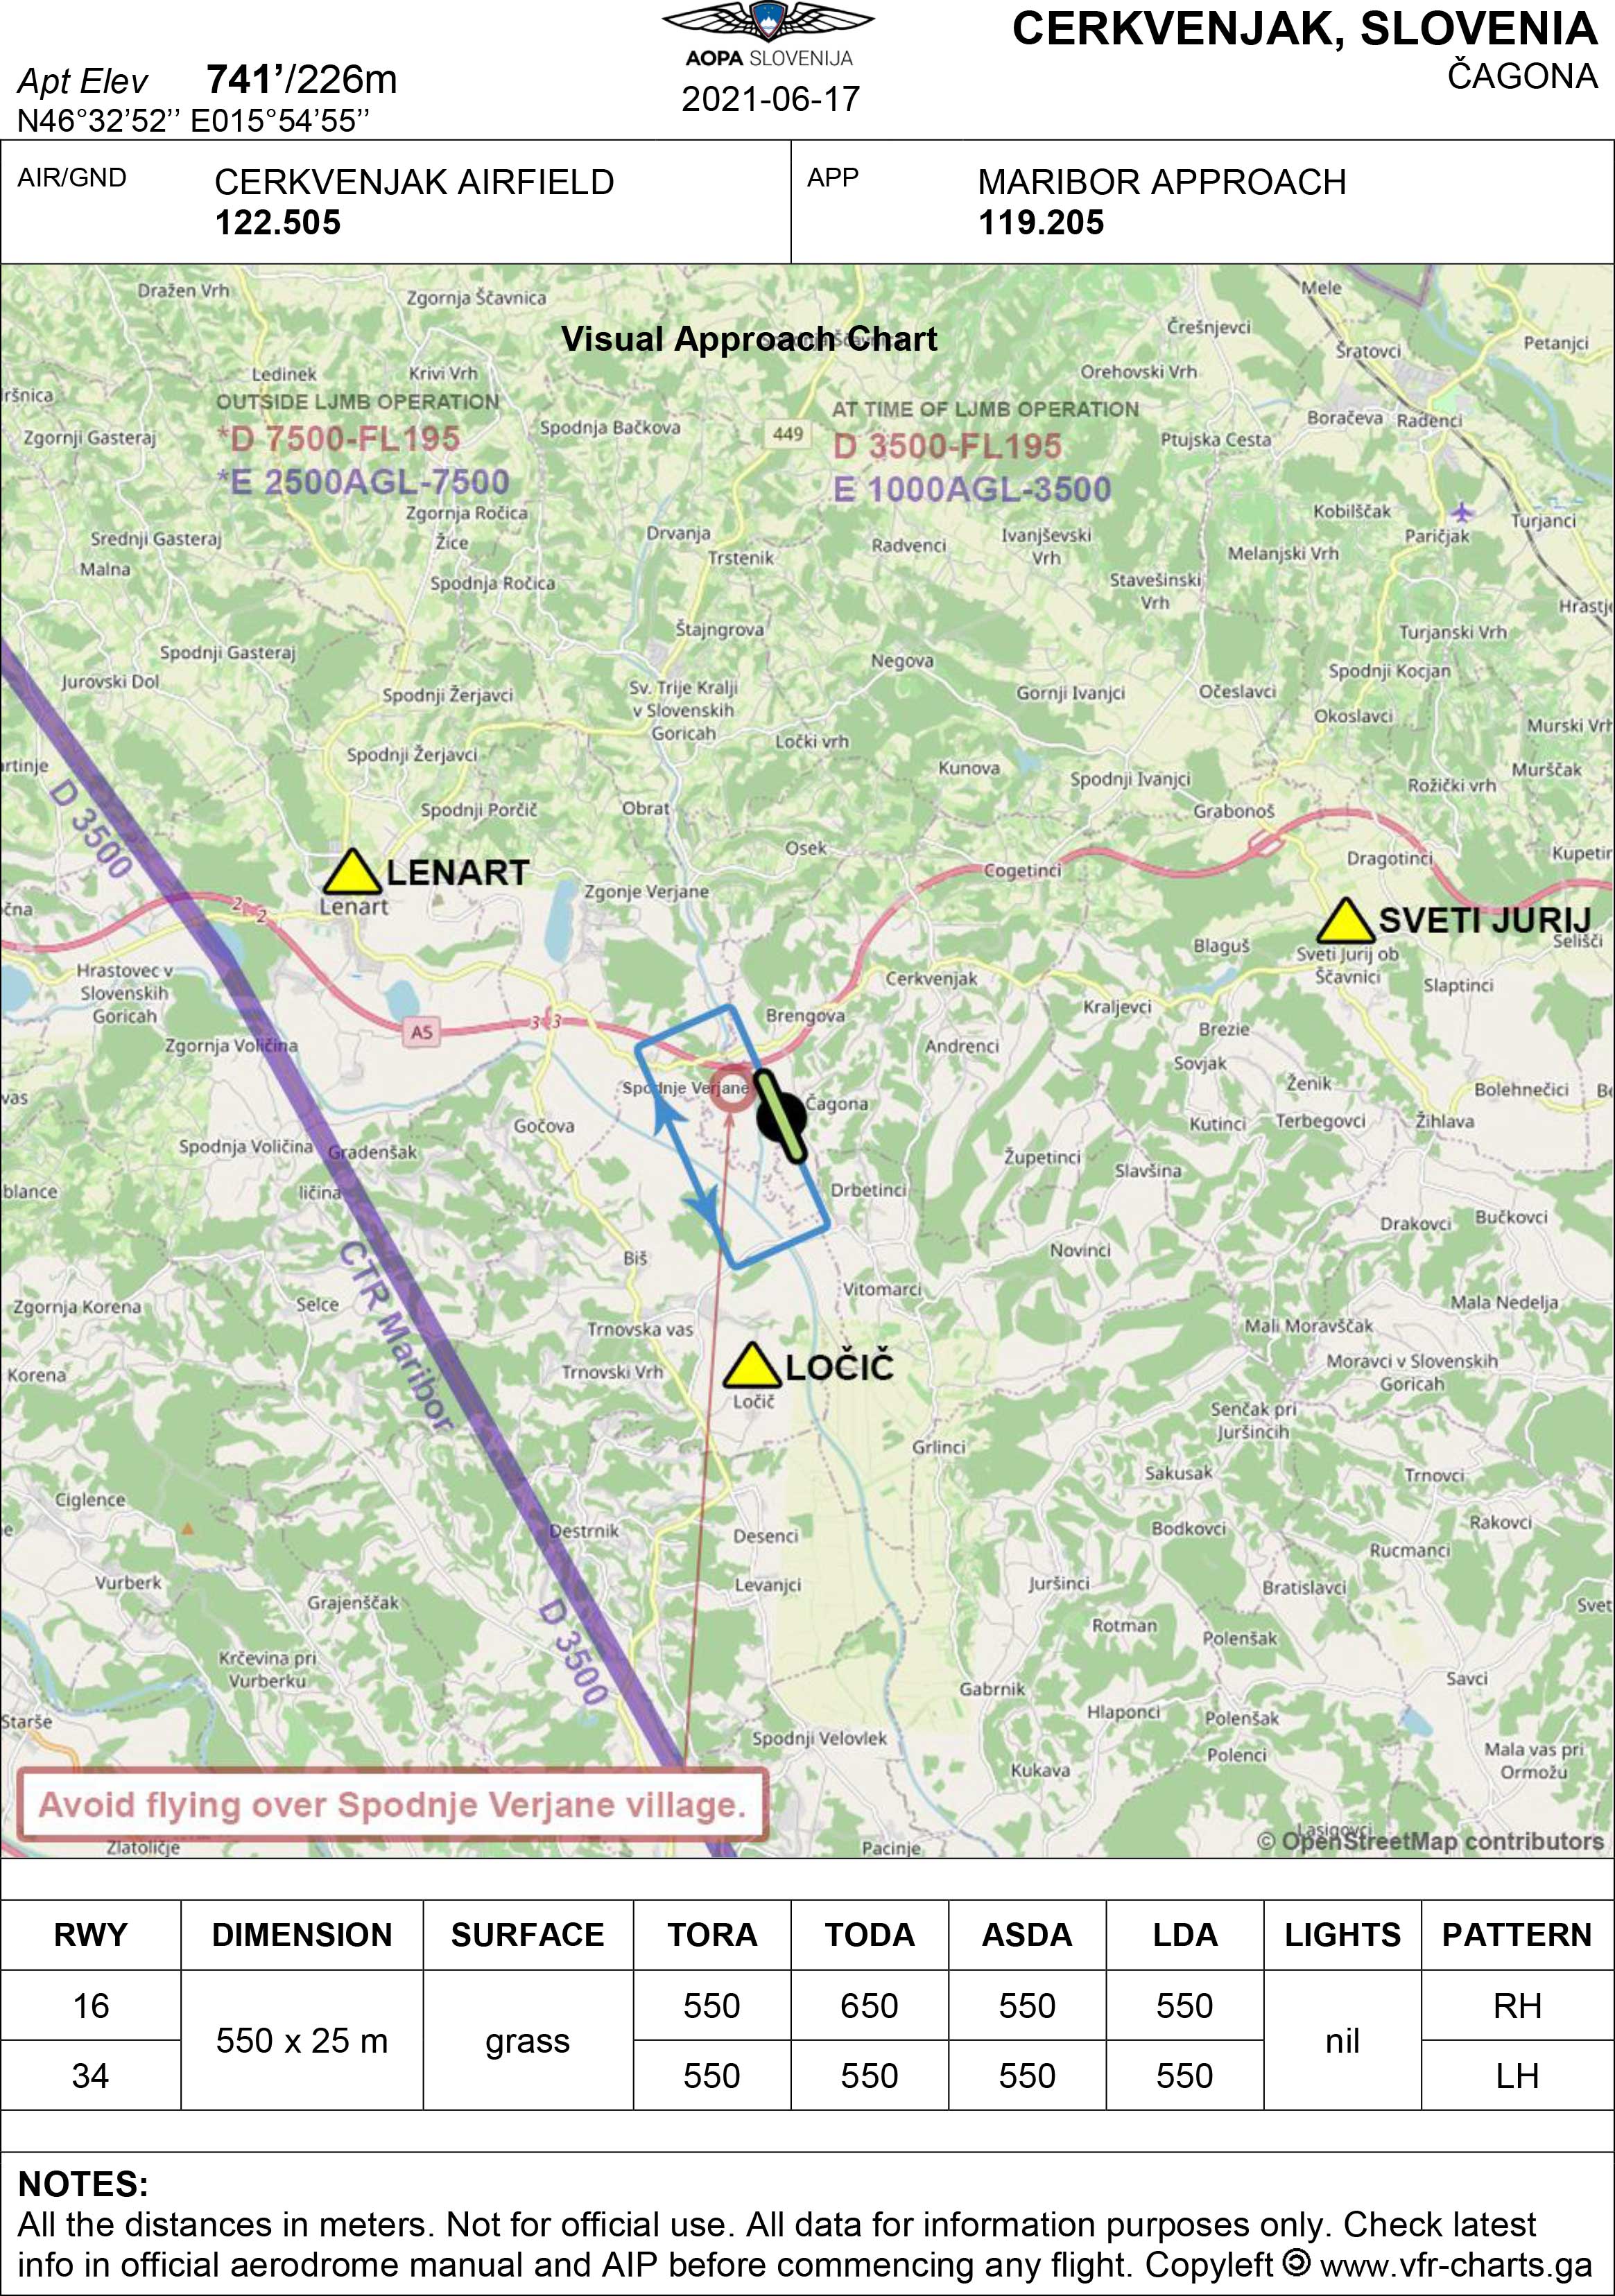 CERKVENJAK, SLOVENIA
ČAGONA
AOPA SLOVENIJA
2021-06-17
Apt Elev 741’/226m
N46°32’52’’ E015°54’55’’
AIR/GND CERKVENJAK AIRFIELD
122.505
APP MARIBOR APPROACH
119.205
Visual Approach Chart
Dražen Vrh
Zgornja Ščavnica
Mele
Črešnjevci
Šratovci
Petanjci
Ledinek
Krivi Vrh
Orehovski Vrh
OUTSIDE LJMB OPERATION
*D 7500-FL195
*E 2500AGL-7500
AT TIME OF LJMB OPERATION
D 3500-FL195
E 1000AGL-3500
Zgornji Gasteraj
Spodnja Bačkova
449
Ptujska Cesta
Boračeva
Radenci
Zgornja Ročica
Žice
Srednji Gasteraj
Malna
Spodnja Ročica
Drvanja
Trstenik
Radvenci
Ivanjševski
Vrh
Melanjski Vrh
Kobilščak
Paričjak
Turjanci
Stavešinski
Vrh
Hrastje
Štajngrova
Turjanski Vrh
Spodnji Gasteraj
Jurovski Dol
Negova
Spodnji Kocjan
Spodnji Žerjavci
Sv. Trije Kralji
v Slovenskih
Goricah
Gornji Ivanjci
Očeslavci
Okoslavci
Murski Vrh
Spodnji Žerjavci
Ločki vrh
Kunova
Spodnji Ivanjci
Rožički vrh
Murščak
D 3500
Spodnji Porčič
Obrat
Grabonoš
Osek
Cogetinci
Dragotinci
LENART
Lenart
Zgonje Verjane
2 2
SVETI JURIJ
Sveti Jurij ob
Ščavnici
Selišči
Blaguš
Hrastovec v
Slovenskih
Goricah
Cerkvenjak
Slaptinci
Kraljevci
A5
3 3
Brengova
Brezie
Zgornja Voličina
Andrenci
Sovjak
Spodnje Verjane
Ženik
Bolehnečici
Čagona
Gočova
Kutinci
Terbegovci
Žihlava
Spodnja Voličina
Gradenšak
Župetinci
Slavšina
ličina
Drbetinci
Drakovci
Bučkovci
Biš
Novinci
CTR Maribor
Vitomarci
Zgornja Korena
Selce
Mala Nedelja
Trnovska vas
Mali Moravščak
Korena
Trnovski Vrh
LOČIČ
Ločič
Moravci v Slovenskih
Goricah
Senčak pri
Juršincih
Grlinci
Sakusak
Trnovci
Ciglence
Destrnik
Desenci
Bodkovci
Rakovci
Rucmanci
Vurberk
Levanjci
Juršinci
Bratislavci
Grajenščak
D 3500
Rotman
Polenšak
Krčevina pri
Vurberku
Savci
Gabrnik
Hlaponci
Polenšak
Starše
Spodnji Velovlek
Polenci
Mala vas pri
Ormožu
Kukava
Avoid flying over Spodnje Verjane village.
Zlatoličje
Pacinje
Lasigovci
© OpenStreetMap contributors
RWY DIMENSION SURFACE TORA TODA ASDA LDA LIGHTS PATTERN
16 550 x 25 m grass 550 650 550 550 nil RH
34 550 550 550 550 LH
NOTES:
All the distances in meters. Not for official use. All data for information purposes only. Check latest
info in official aerodrome manual and AIP before commencing any flight. Copyleft www.vfr-charts.ga